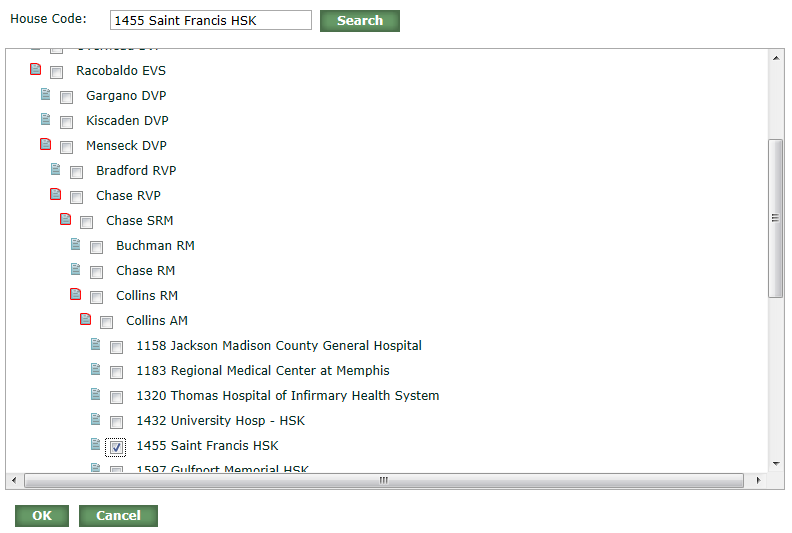 House Code: 1455 Saint Francis HSK Search
Racobaldo EVS
Gargano DVP
Kiscaden DVP
Menseck DVP
Bradford RVP
Chase RVP
Chase SRM
Buchman RM
Chase RM
Collins RM
Collins AM
1158 Jackson Madison County General Hospital
1183 Regional Medical Center at Memphis
1320 Thomas Hospital of Infirmary Health System
1432 University Hosp - HSK
1455 Saint Francis HSK
1597 Gulfport Memorial HSK
OK Cancel